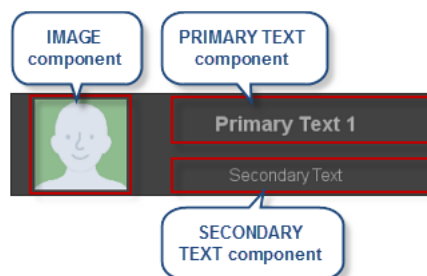 IMAGE
component
PRIMARY TEXT
component
Primary Text 1
Secondary Text
SECONDARY
TEXT component